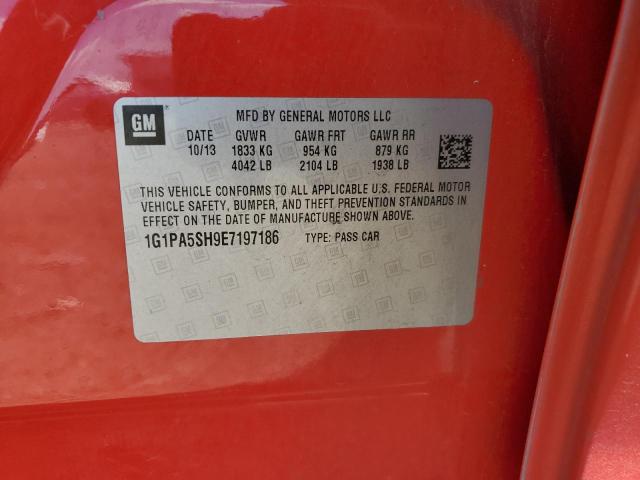 GM
MFD BY GENERAL MOTORS LLC
DATE GVWR GAWR FRT GAWR RR
10/13 1833 KG 954 KG 879 KG
4042 LB 2104 LB 1938 LB
THIS VEHICLE CONFORMS TO ALL APPLICABLE U.S. FEDERAL MOTOR
VEHICLE SAFETY, BUMPER, AND THEFT PREVENTION STANDARDS IN
EFFECT ON THE DATE OF MANUFACTURE SHOWN ABOVE.
1G1PA5SH9E7197186 TYPE: PASS CAR